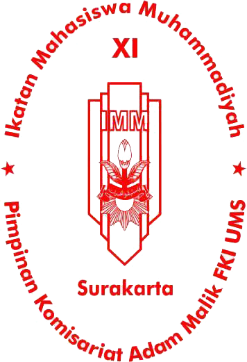 Ikatan Mahasiswa Muhammadiyah
XI
IMM
Surakarta
Pimpinan Komisariat Adam Malik FKI UMS